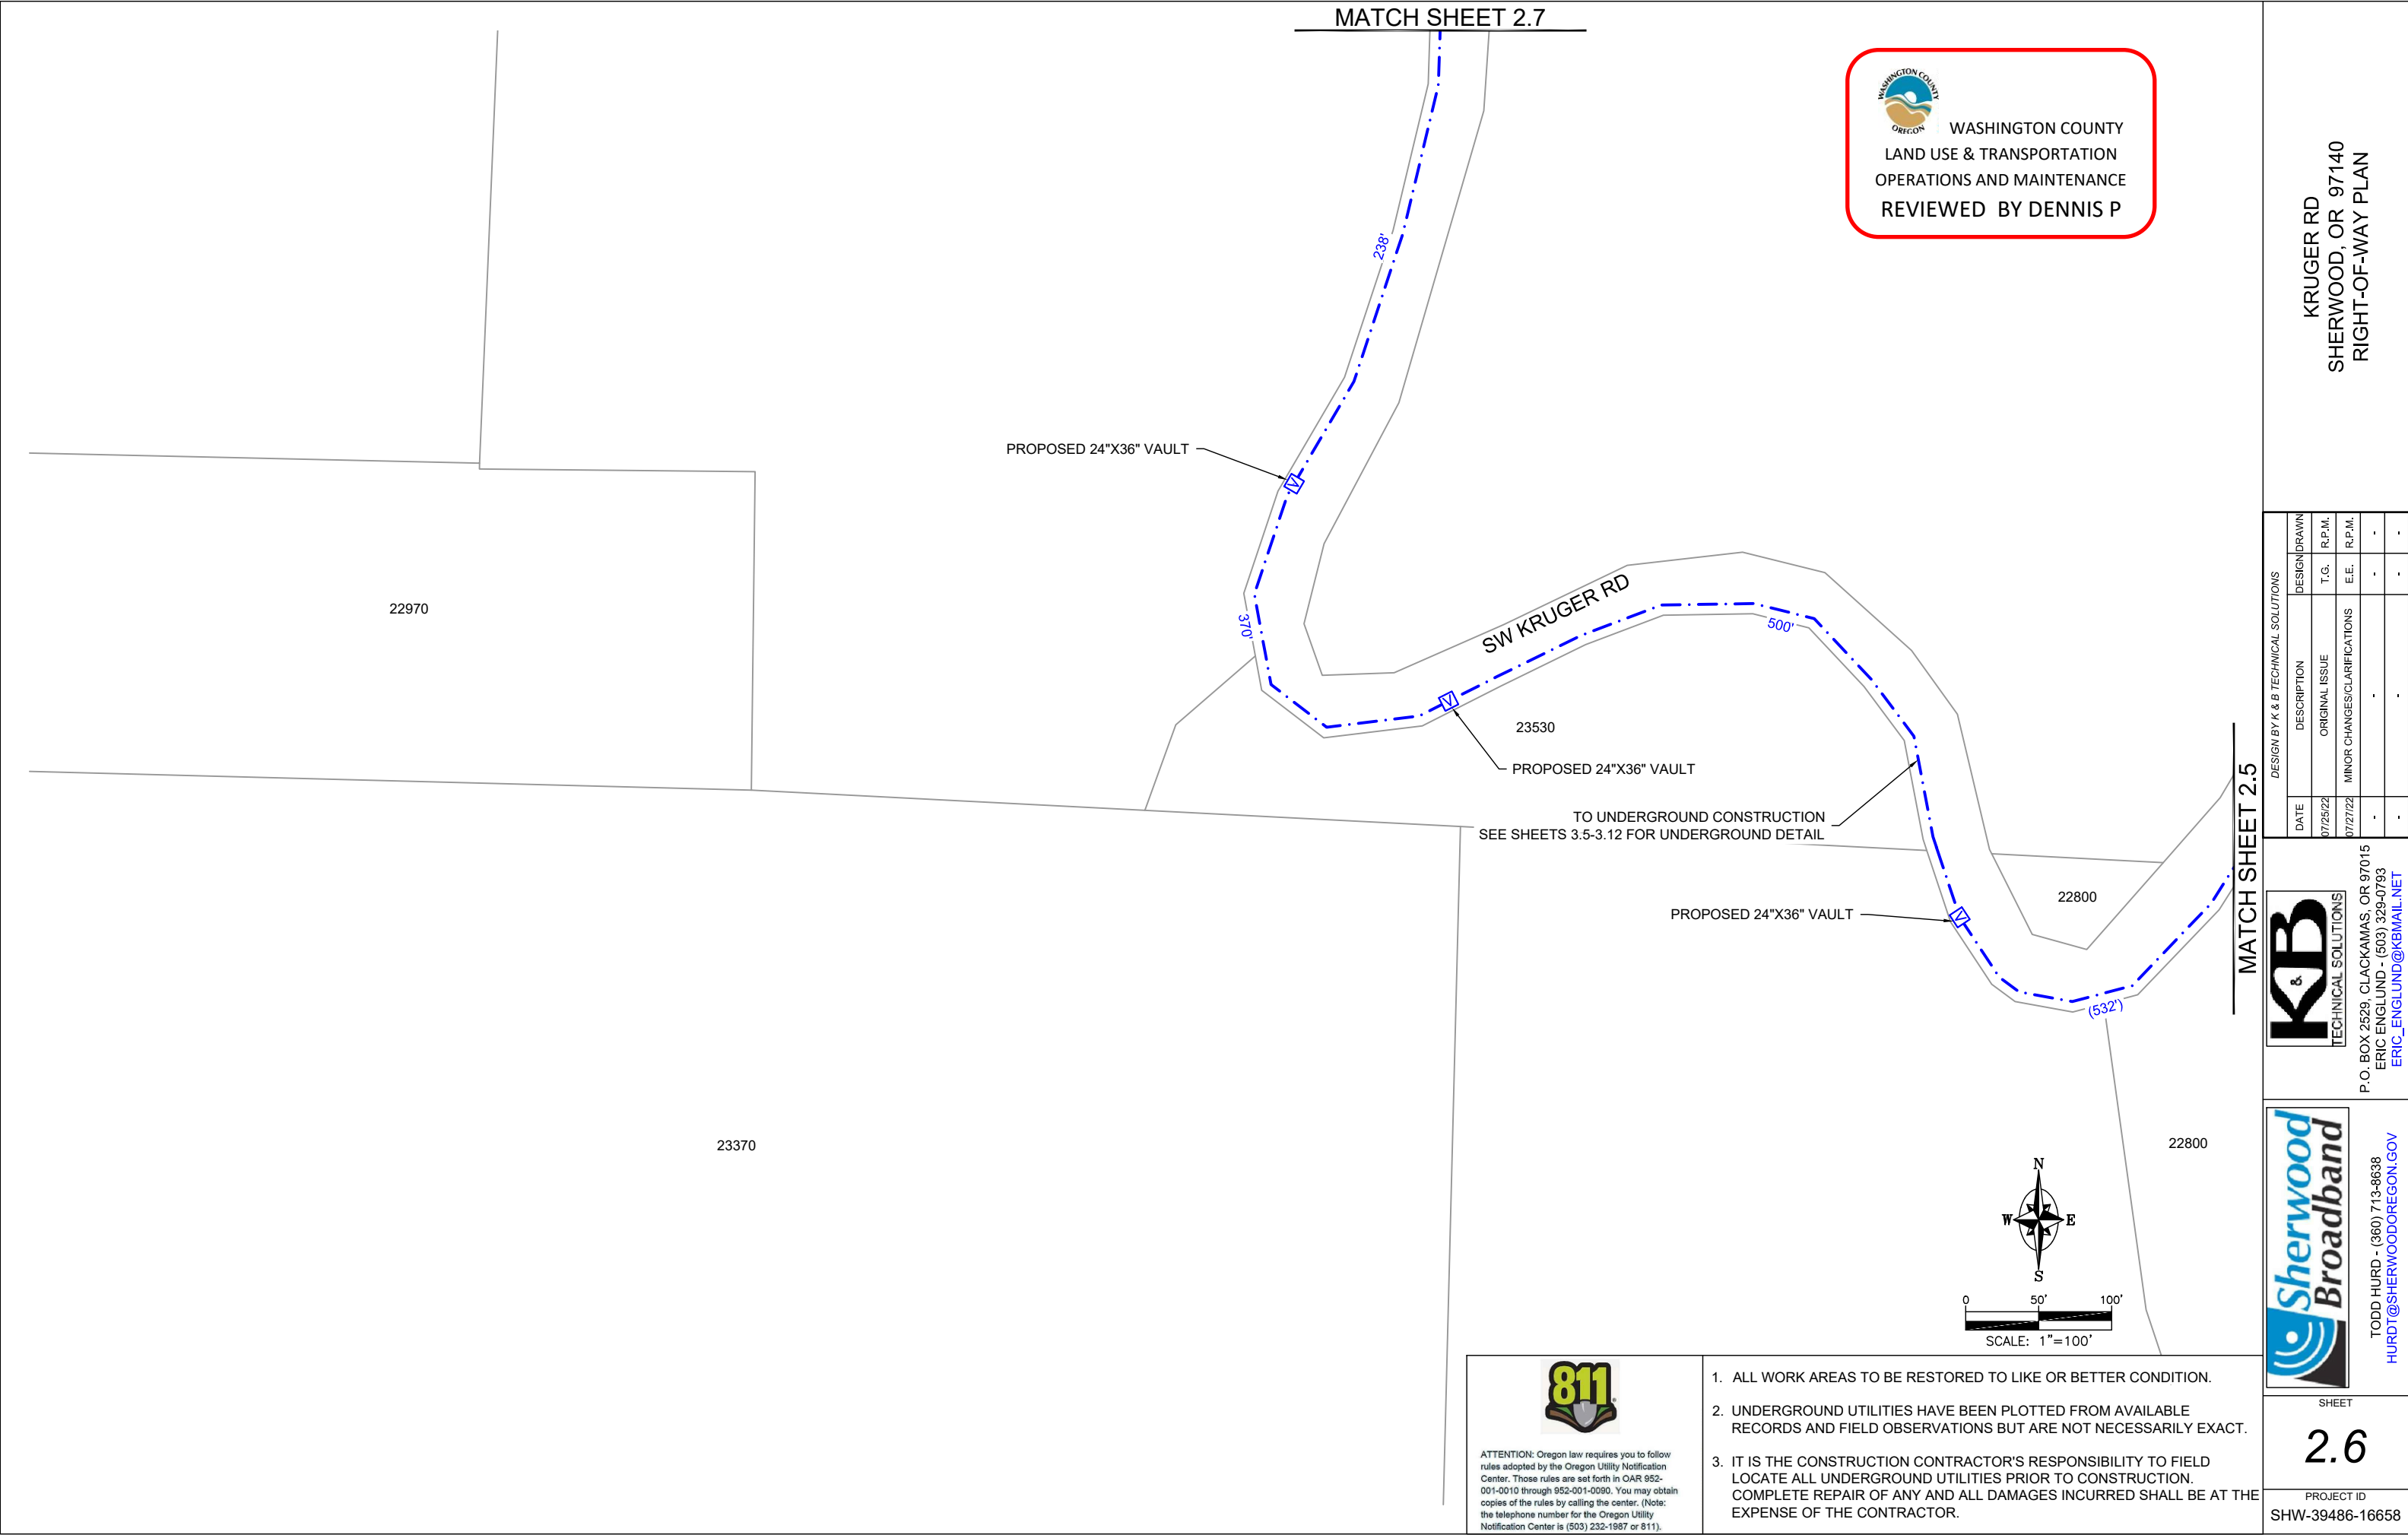 MATCH SHEET 2.7
WASHINGTON COUNTY
OREGON
WASHINGTON COUNTY
LAND USE & TRANSPORTATION
OPERATIONS AND MAINTENANCE
REVIEWED BY DENNIS P
238'
PROPOSED 24"X36" VAULT
22970
370'
SW KRUGER RD
500'
23530
PROPOSED 24"X36" VAULT
TO UNDERGROUND CONSTRUCTION
SEE SHEETS 3.5-3.12 FOR UNDERGROUND DETAIL
PROPOSED 24"X36" VAULT
V
V
V
22800
(532')
MATCH SHEET 2.5
23370
22800
N
W E
S
0 50' 100'
SCALE: 1"=100'
811
ATTENTION: Oregon law requires you to follow
rules adopted by the Oregon Utility Notification
Center. Those rules are set forth in OAR 952-
001-0010 through 952-001-0090. You may obtain
copies of the rules by calling the center. (Note:
the telephone number for the Oregon Utility
Notification Center is (503) 232-1987 or 811).
1. ALL WORK AREAS TO BE RESTORED TO LIKE OR BETTER CONDITION.
2. UNDERGROUND UTILITIES HAVE BEEN PLOTTED FROM AVAILABLE
RECORDS AND FIELD OBSERVATIONS BUT ARE NOT NECESSARILY EXACT.
3. IT IS THE CONSTRUCTION CONTRACTOR'S RESPONSIBILITY TO FIELD
LOCATE ALL UNDERGROUND UTILITIES PRIOR TO CONSTRUCTION.
COMPLETE REPAIR OF ANY AND ALL DAMAGES INCURRED SHALL BE AT THE
EXPENSE OF THE CONTRACTOR.
KRUGER RD
SHERWOOD, OR 97140
RIGHT-OF-WAY PLAN
DESIGN BY K & B TECHNICAL SOLUTIONS
DATE DESCRIPTION DESIGN DRAWN
07/25/22 ORIGINAL ISSUE T.G. R.P.M.
07/27/22 MINOR CHANGES/CLARIFICATIONS E.E. R.P.M.
- - - -
- - - -
K&B
TECHNICAL SOLUTIONS
P.O. BOX 2529, CLACKAMAS, OR 97015
ERIC ENGLUND - (503) 329-0793
ERIC_ENGLUND@KBMAIL.NET
Sherwood
Broadband
TODD HURD - (360) 713-8638
HURDT@SHERWOODOREGON.GOV
SHEET
2.6
PROJECT ID
SHW-39486-16658